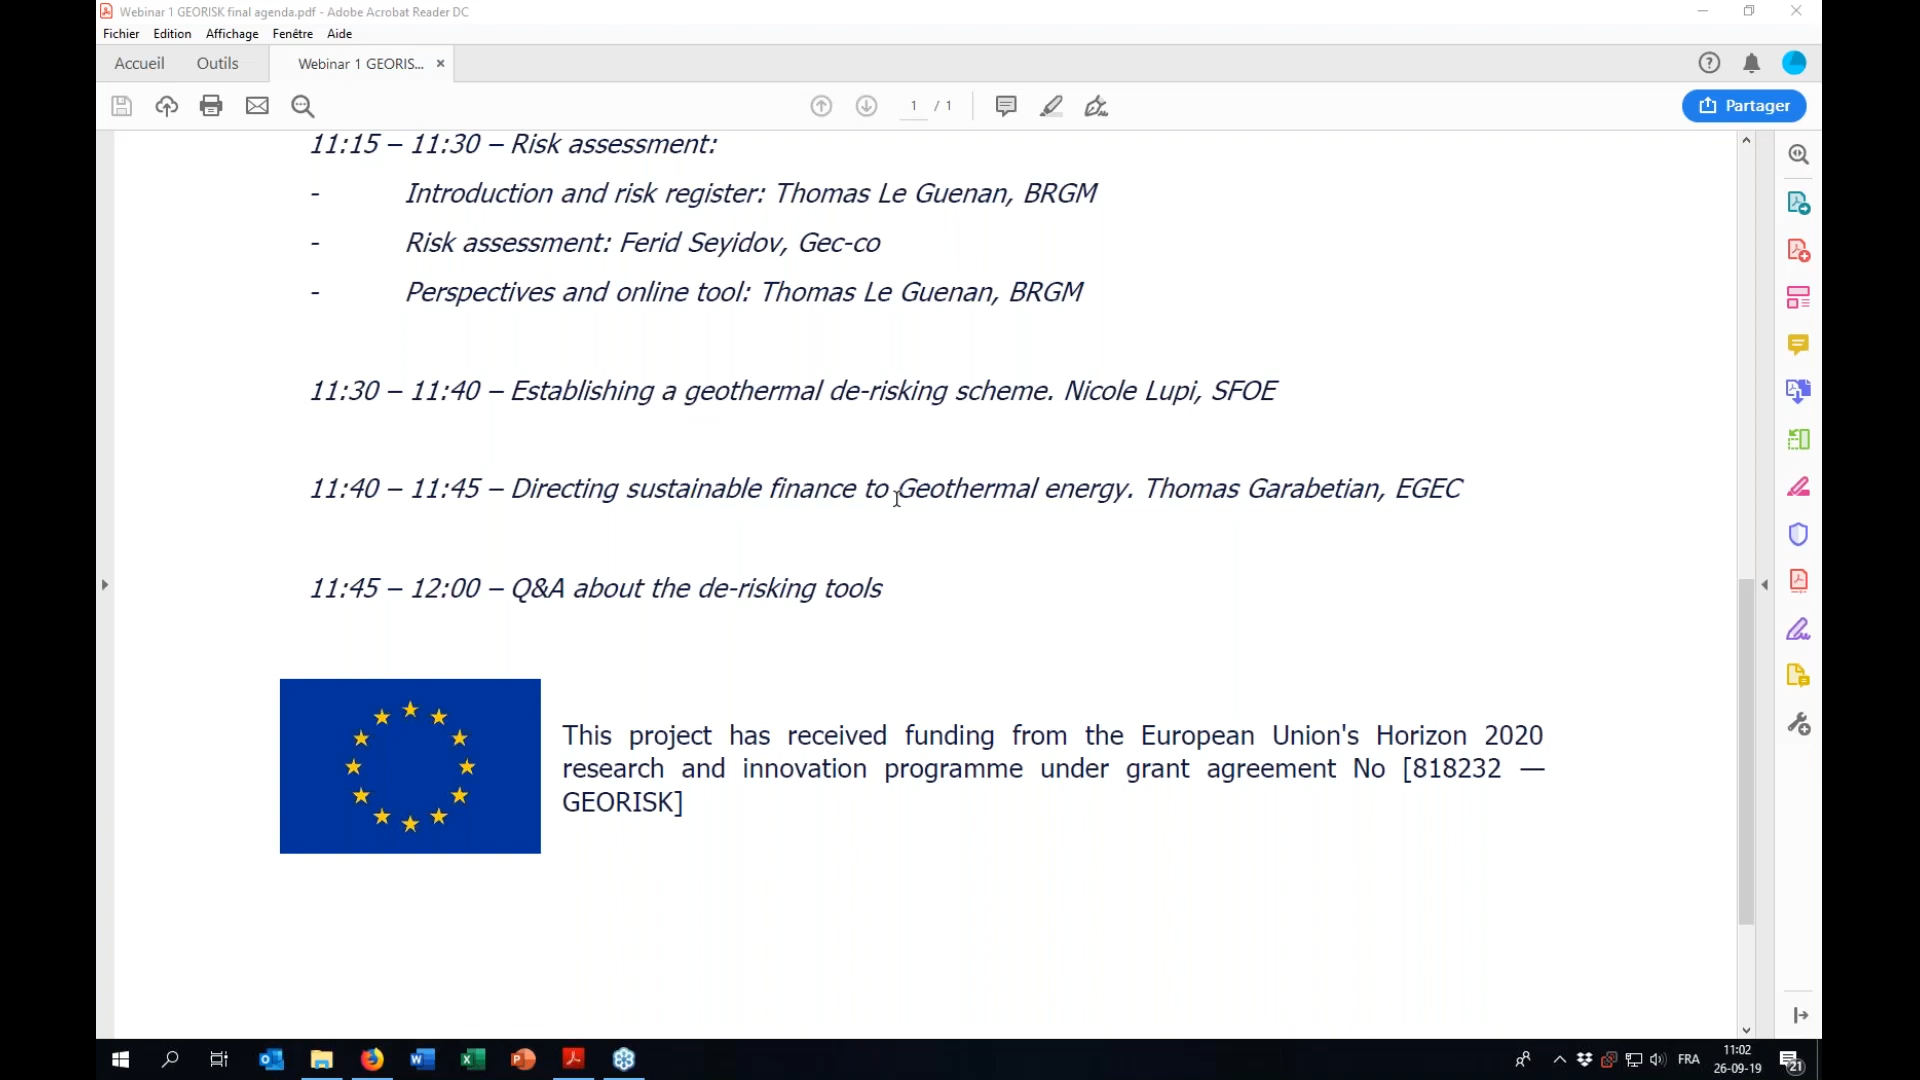 Webinar 1 GEORISK final agenda.pdf - Adobe Acrobat Reader DC
Fichier Edition Affichage Fenêtre Aide
Accueil Outils Webinar 1 GEORIS... ×
1 / 1 Partager
11:15 – 11:30 – Risk assessment:
- Introduction and risk register: Thomas Le Guenan, BRGM
- Risk assessment: Ferid Seyidov, Gec-co
- Perspectives and online tool: Thomas Le Guenan, BRGM
11:30 – 11:40 – Establishing a geothermal de-risking scheme. Nicole Lupi, SFOE
11:40 – 11:45 – Directing sustainable finance to Geothermal energy. Thomas Garabetian, EGEC
11:45 – 12:00 – Q&A about the de-risking tools
This project has received funding from the European Union's Horizon 2020
research and innovation programme under grant agreement No [818232 —
GEORISK]
FRA
11:02
26-09-19
21